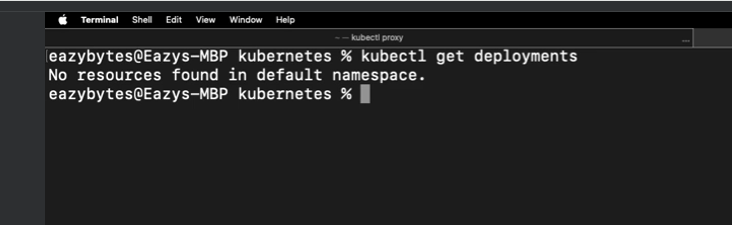 Terminal Shell Edit View Window Help
~ — kubectl proxy ...
eazybytes@Eazys-MBP kubernetes % kubectl get deployments
No resources found in default namespace.
eazybytes@Eazys-MBP kubernetes %